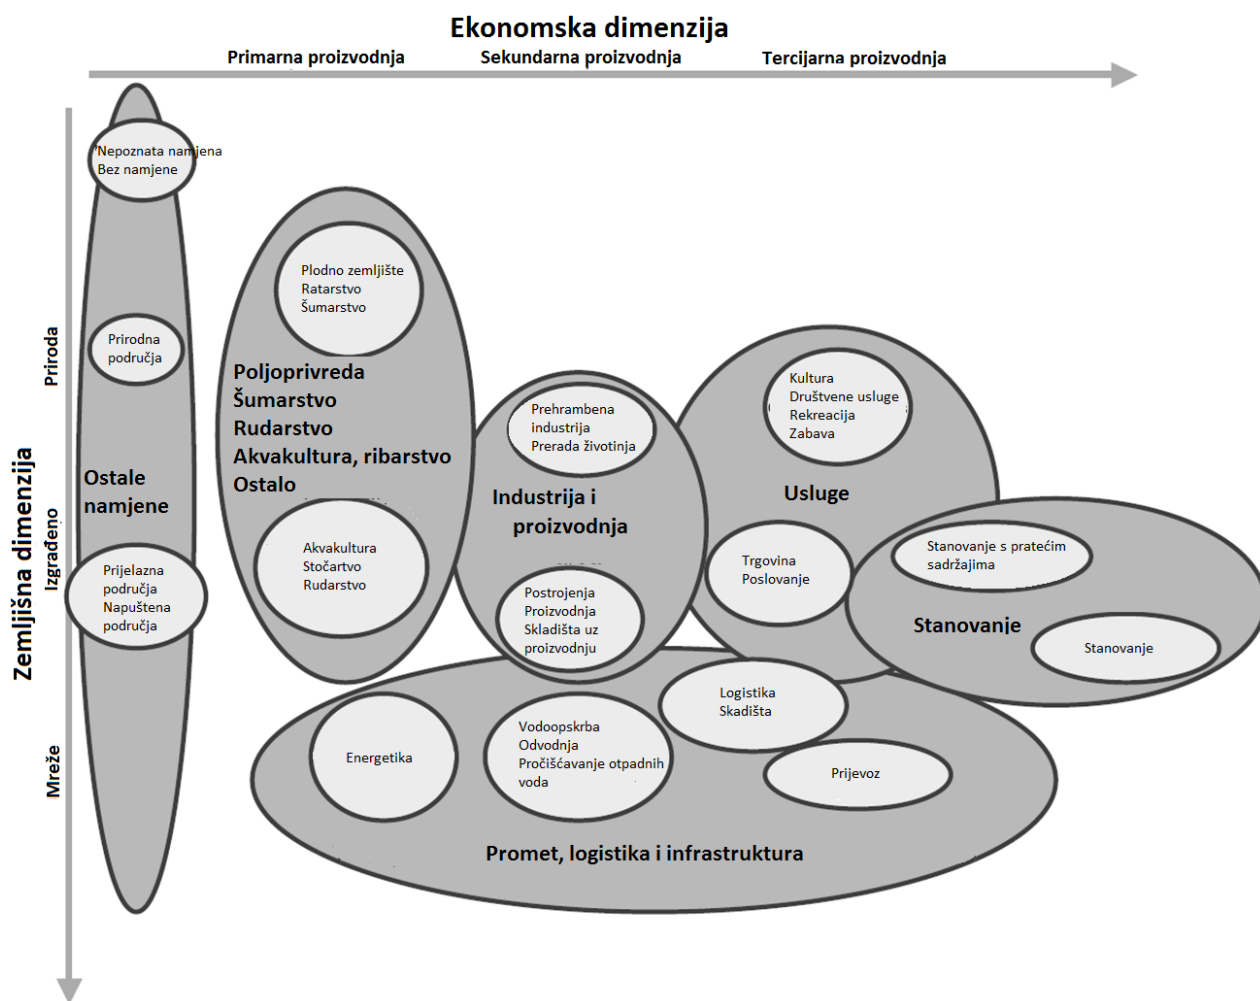 Ekonomska dimenzija
Primarna proizvodnja
Sekundarna proizvodnja
Tercijarna proizvodnja
Zemljišna dimenzija
Priroda
Izgrađeno
Mreže
Nepoznata namjena
Bez namjene
Prirodna
područja
Ostale
namjene
Prijelazna
područja
Napuštena
područja
Plodno zemljište
Ratarstvo
Šumarstvo
Poljoprivreda
Šumarstvo
Rudarstvo
Akvakultura, ribarstvo
Ostalo
Akvakultura
Stočartvo
Rudarstvo
Prehrambena
industrija
Prerada životinja
Industrija i
proizvodnja
Postrojenja
Proizvodnja
Skladišta uz
proizvodnju
Kultura
Društvene usluge
Rekreacija
Zabava
Usluge
Trgovina
Poslovanje
Stanovanje s pratećim
sadržajima
Stanovanje
Stanovanje
Logistika
Skadišta
Energetika
Vodoopskrba
Odvodnja
Pročišćavanje otpadnih
voda
Prijevoz
Promet, logistika i infrastruktura